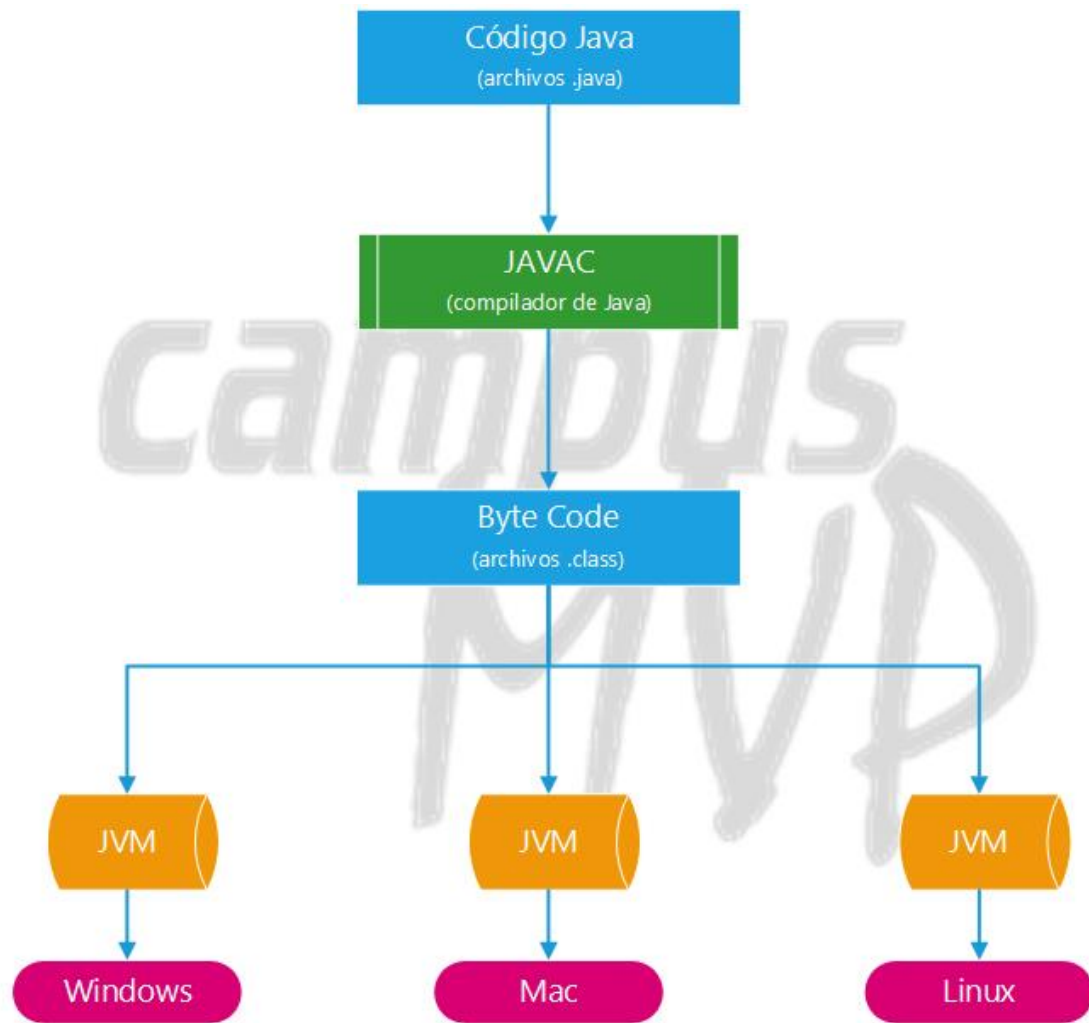 Código Java
(archivos .java)
JAVAC
(compilador de Java)
campus
MVP
Byte Code
(archivos .class)
JVM
JVM
JVM
Windows
Mac
Linux